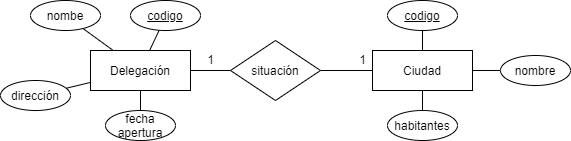 nombre
codigo
codigo
Delegación
1
situación
1
Ciudad
nombre
dirección
fecha
apertura
habitantes